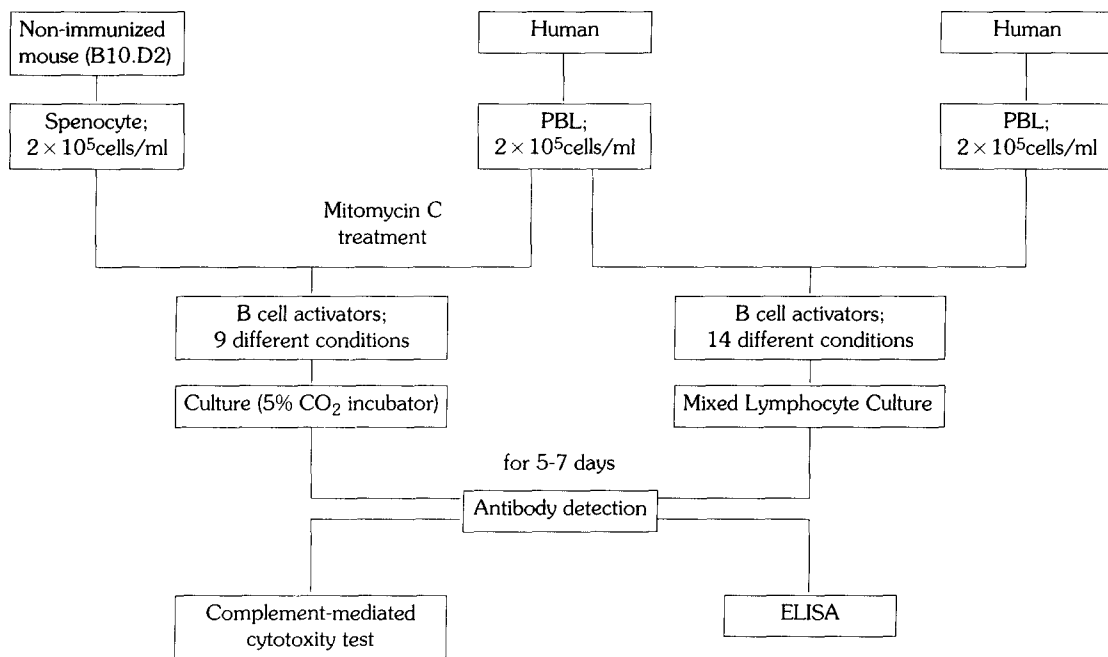 Non-immunized
mouse (B10.D2)
Human
Human
Spenocyte;
2 × 10⁵cells/ml
PBL;
2 × 10⁵cells/ml
PBL;
2 × 10⁵cells/ml
Mitomycin C
treatment
B cell activators;
9 different conditions
B cell activators;
14 different conditions
Culture (5% CO₂ incubator)
Mixed Lymphocyte Culture
for 5-7 days
Antibody detection
Complement-mediated
cytotoxity test
ELISA